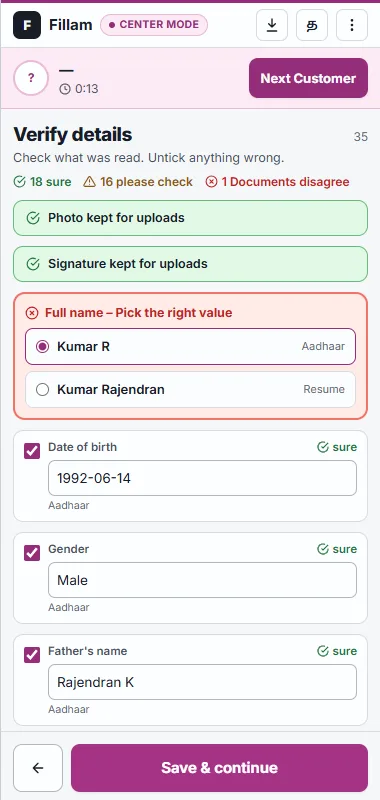 F Fillam CENTER MODE த
? —
0:13
Next Customer
Verify details 35
Check what was read. Untick anything wrong.
18 sure 16 please check 1 Documents disagree
Photo kept for uploads
Signature kept for uploads
Full name – Pick the right value
Kumar R Aadhaar
Kumar Rajendran Resume
Date of birth sure
1992-06-14
Aadhaar
Gender sure
Male
Aadhaar
Father's name sure
Rajendran K
Aadhaar
Save & continue